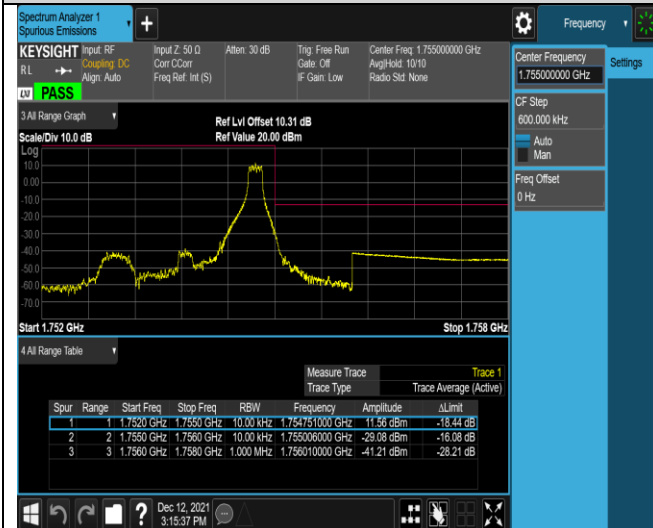 Spectrum Analyzer 1
Spurious Emissions
Frequency
KEYSIGHT Input: RF Input Z: 50 Ω Atten: 30 dB Trig: Free Run Center Freq: 1.755000000 GHz
RL Coupling: DC Corr CCorr Gate: Off Avg|Hold: 10/10
Align: Auto Freq Ref: Int (S) IF Gain: Low Radio Std: None
LV PASS
Center Frequency
1.755000000 GHz
Settings
CF Step
600.000 kHz
Auto
Man
Freq Offset
0 Hz
3 All Range Graph
Ref Lvl Offset 10.31 dB
Scale/Div 10.0 dB Ref Value 20.00 dBm
Log
10.0
0.00
-10.0
-20.0
-30.0
-40.0
-50.0
-60.0
-70.0
Start 1.752 GHz Stop 1.758 GHz
4 All Range Table
Measure Trace Trace 1
Trace Type Trace Average (Active)
Spur Range Start Freq Stop Freq RBW Frequency Amplitude ΔLimit
1 1 1.7520 GHz 1.7550 GHz 10.00 kHz 1.754751000 GHz 11.56 dBm -18.44 dB
2 2 1.7550 GHz 1.7560 GHz 10.00 kHz 1.755006000 GHz -29.08 dBm -16.08 dB
3 3 1.7560 GHz 1.7580 GHz 1.000 MHz 1.756010000 GHz -41.21 dBm -28.21 dB
Dec 12, 2021
3:15:37 PM